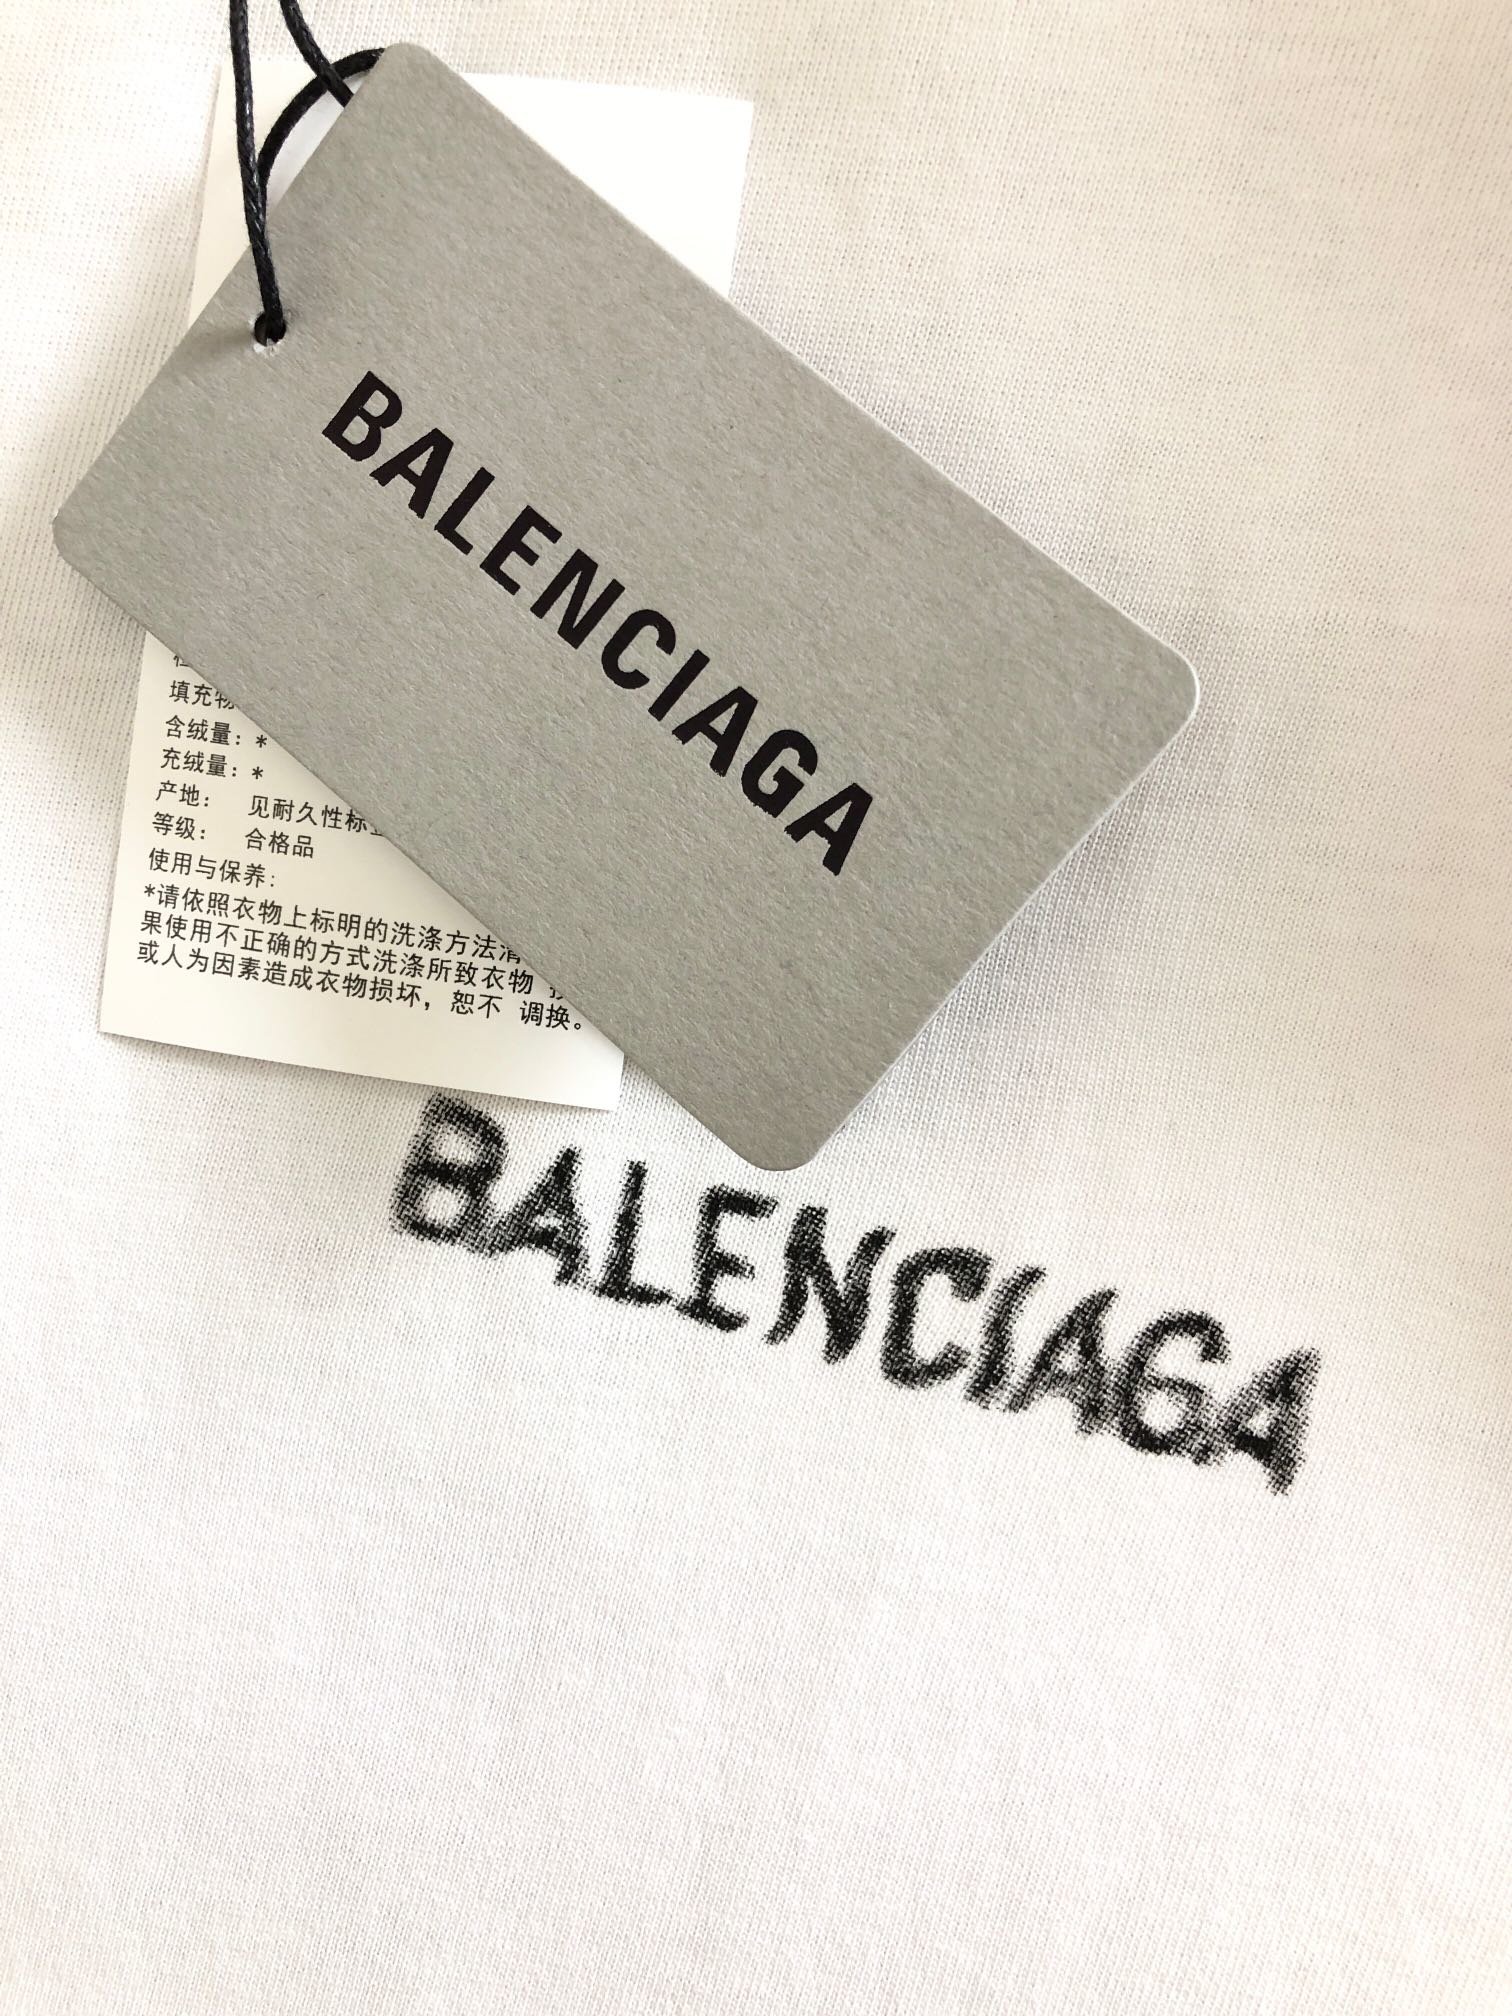 BALENCIAGA
填充物
含绒量：*
充绒量：*
产地： 见耐久性标
等级： 合格品
使用与保养：
*请依照衣物上标明的洗涤方法清
果使用不正确的方式洗涤所致衣物
或人为因素造成衣物损坏，恕不 调换。
BALENCIAGA